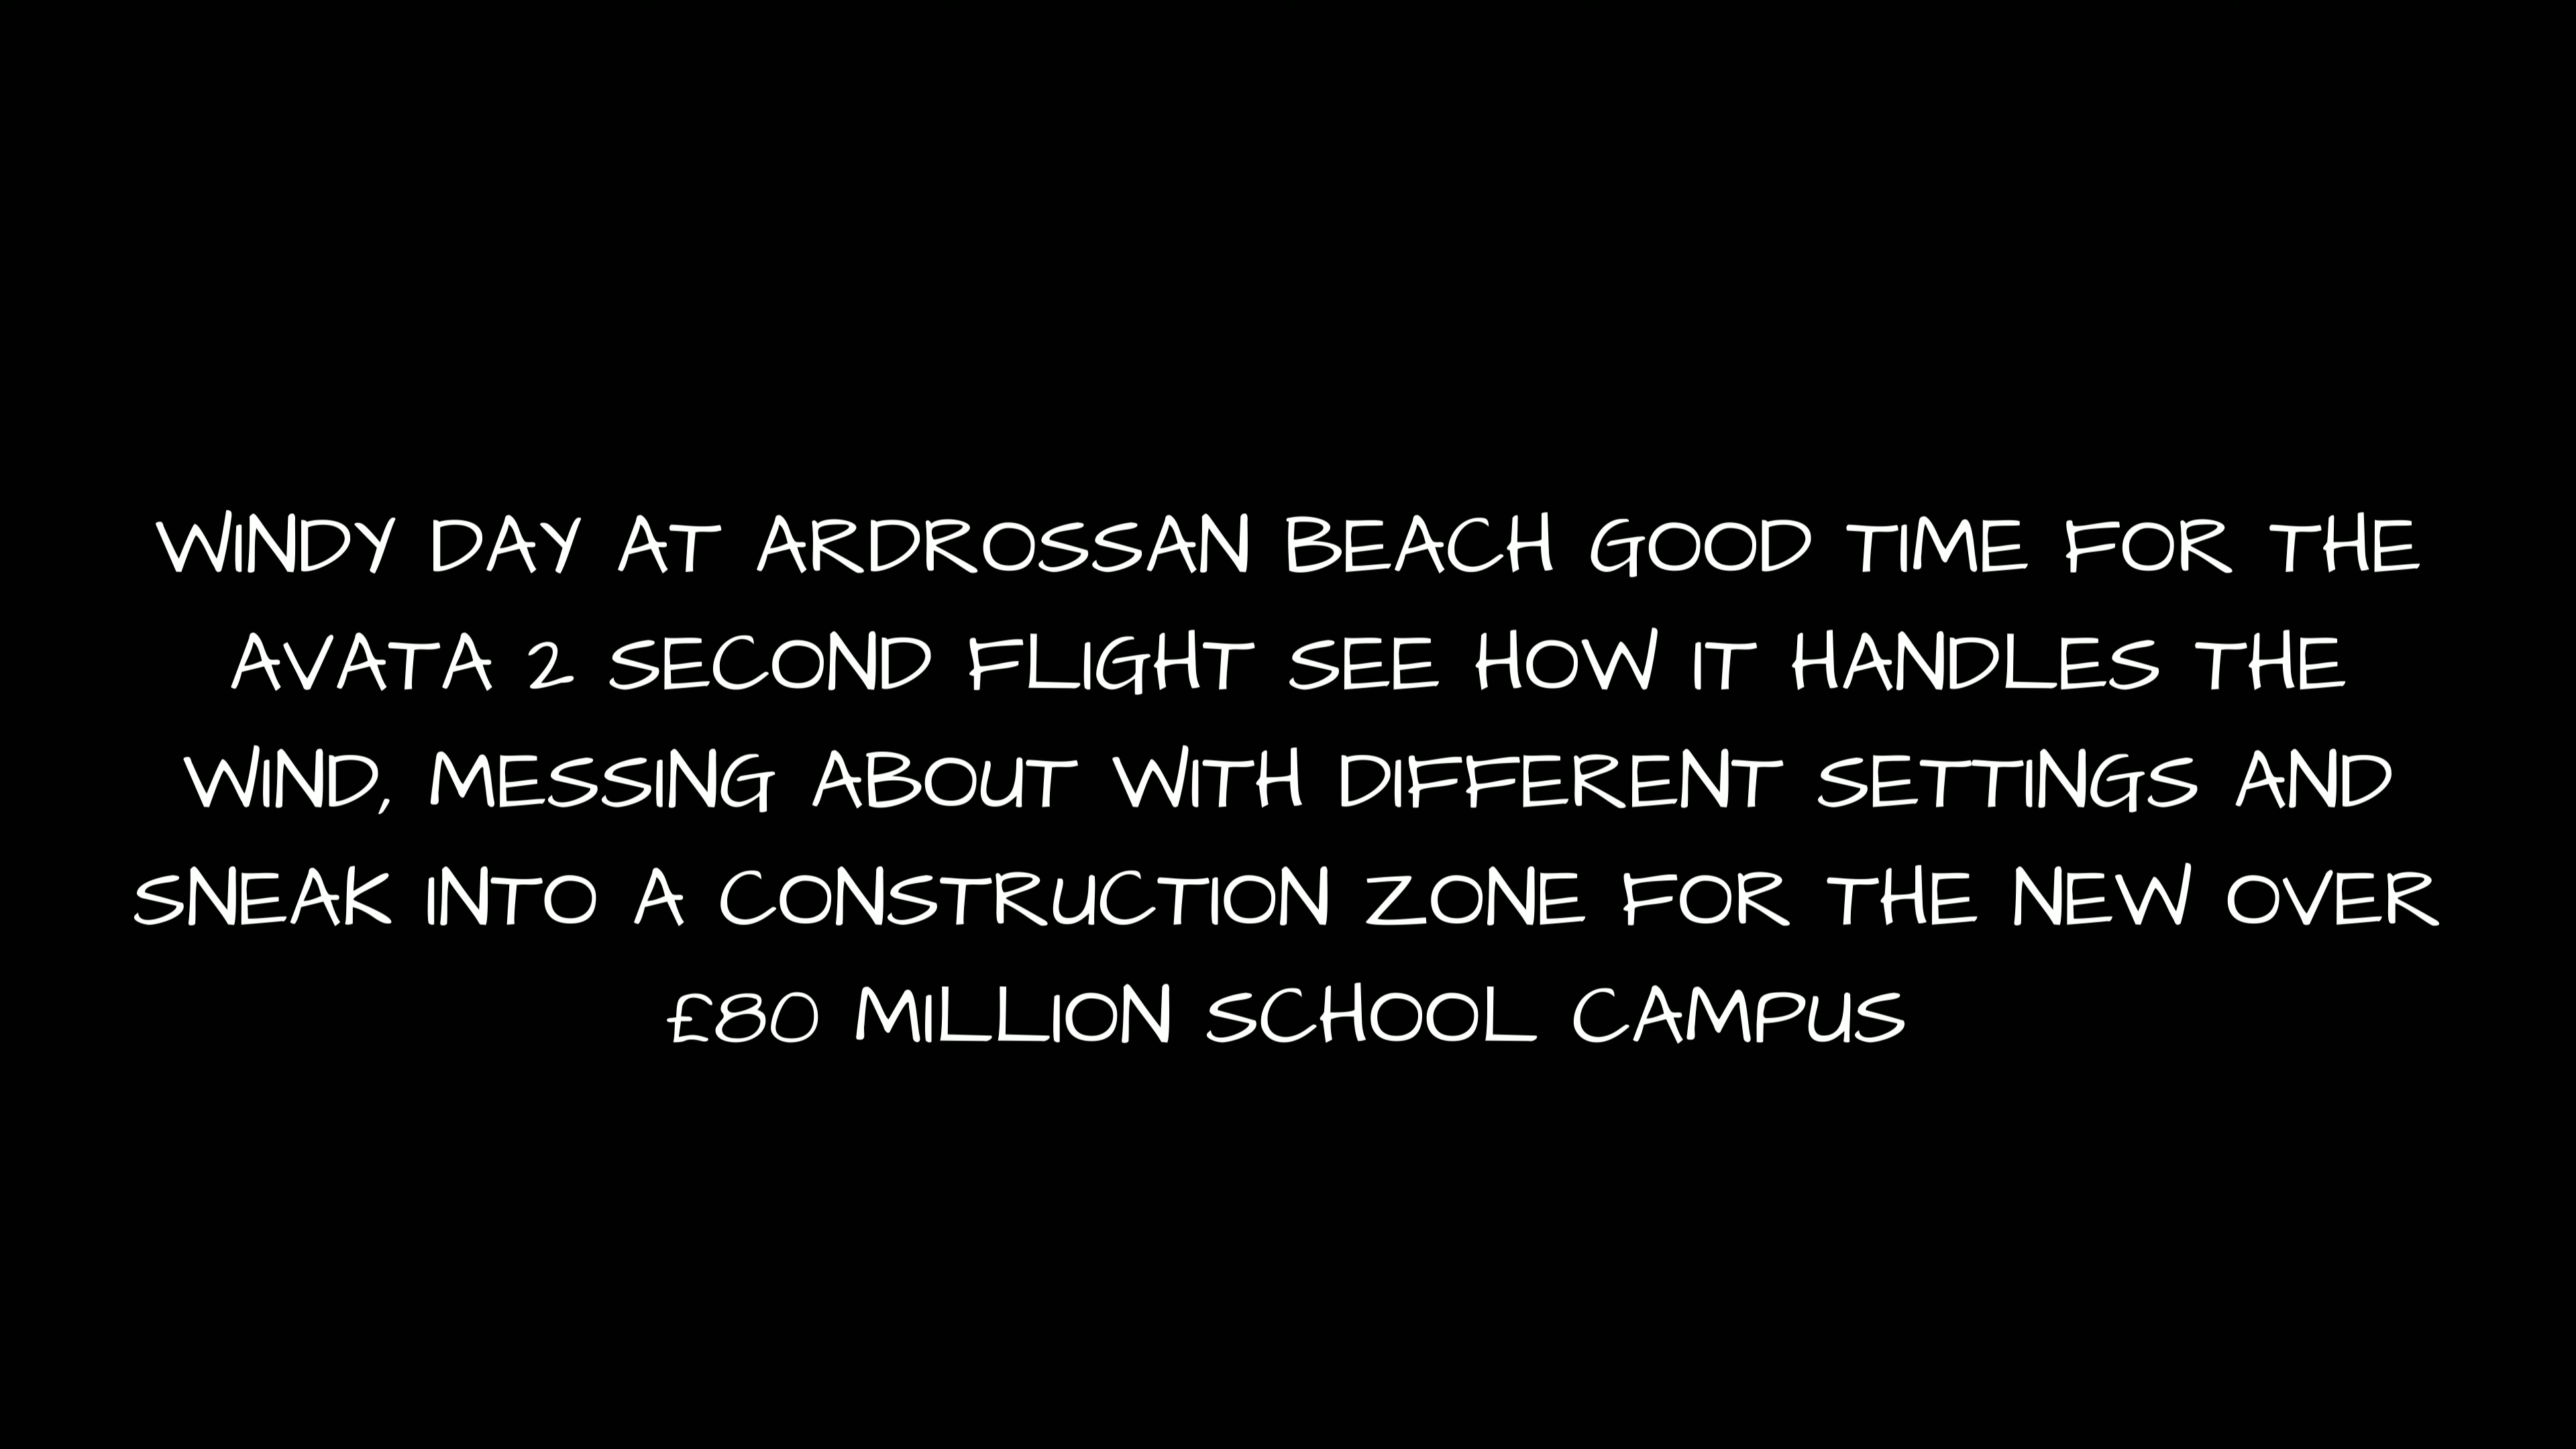 WINDY DAY AT ARDROSSAN BEACH GOOD TIME FOR THE
AVATA 2 SECOND FLIGHT SEE HOW IT HANDLES THE
WIND, MESSING ABOUT WITH DIFFERENT SETTINGS AND
SNEAK INTO A CONSTRUCTION ZONE FOR THE NEW OVER
£80 MILLION SCHOOL CAMPUS